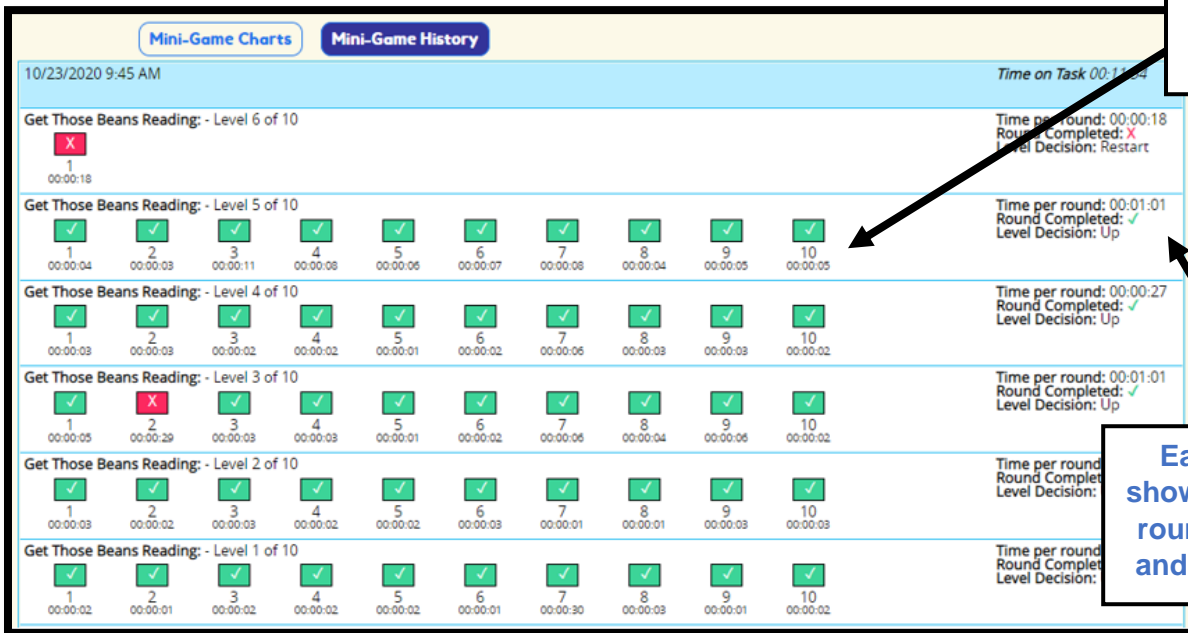 Mini-Game Charts Mini-Game History
10/23/2020 9:45 AM Time on Task 00:11:34
Get Those Beans Reading: - Level 6 of 10 Time per round: 00:00:18
X Round Completed: X
1 Level Decision: Restart
00:00:18
Get Those Beans Reading: - Level 5 of 10 Time per round: 00:01:01
✓ ✓ ✓ ✓ ✓ ✓ ✓ ✓ ✓ ✓ Round Completed: ✓
1 2 3 4 5 6 7 8 9 10 Level Decision: Up
00:00:04 00:00:03 00:00:11 00:00:08 00:00:06 00:00:07 00:00:08 00:00:04 00:00:05 00:00:05
Get Those Beans Reading: - Level 4 of 10 Time per round: 00:00:27
✓ ✓ ✓ ✓ ✓ ✓ ✓ ✓ ✓ ✓ Round Completed: ✓
1 2 3 4 5 6 7 8 9 10 Level Decision: Up
00:00:03 00:00:03 00:00:02 00:00:02 00:00:01 00:00:02 00:00:06 00:00:03 00:00:03 00:00:02
Get Those Beans Reading: - Level 3 of 10 Time per round: 00:01:01
✓ X ✓ ✓ ✓ ✓ ✓ ✓ ✓ ✓ Round Completed: ✓
1 2 3 4 5 6 7 8 9 10 Level Decision: Up
00:00:05 00:00:29 00:00:03 00:00:03 00:00:01 00:00:02 00:00:06 00:00:04 00:00:06 00:00:02
Get Those Beans Reading: - Level 2 of 10 Time per round
✓ ✓ ✓ ✓ ✓ ✓ ✓ ✓ ✓ ✓ Round Complet
1 2 3 4 5 6 7 8 9 10 Level Decision:
00:00:03 00:00:02 00:00:03 00:00:02 00:00:02 00:00:03 00:00:01 00:00:01 00:00:03 00:00:03
Get Those Beans Reading: - Level 1 of 10 Time per round
✓ ✓ ✓ ✓ ✓ ✓ ✓ ✓ ✓ ✓ Round Complet
1 2 3 4 5 6 7 8 9 10 Level Decision:
00:00:02 00:00:01 00:00:02 00:00:02 00:00:02 00:00:01 00:00:30 00:00:03 00:00:01 00:00:02
Ea
show
roun
and